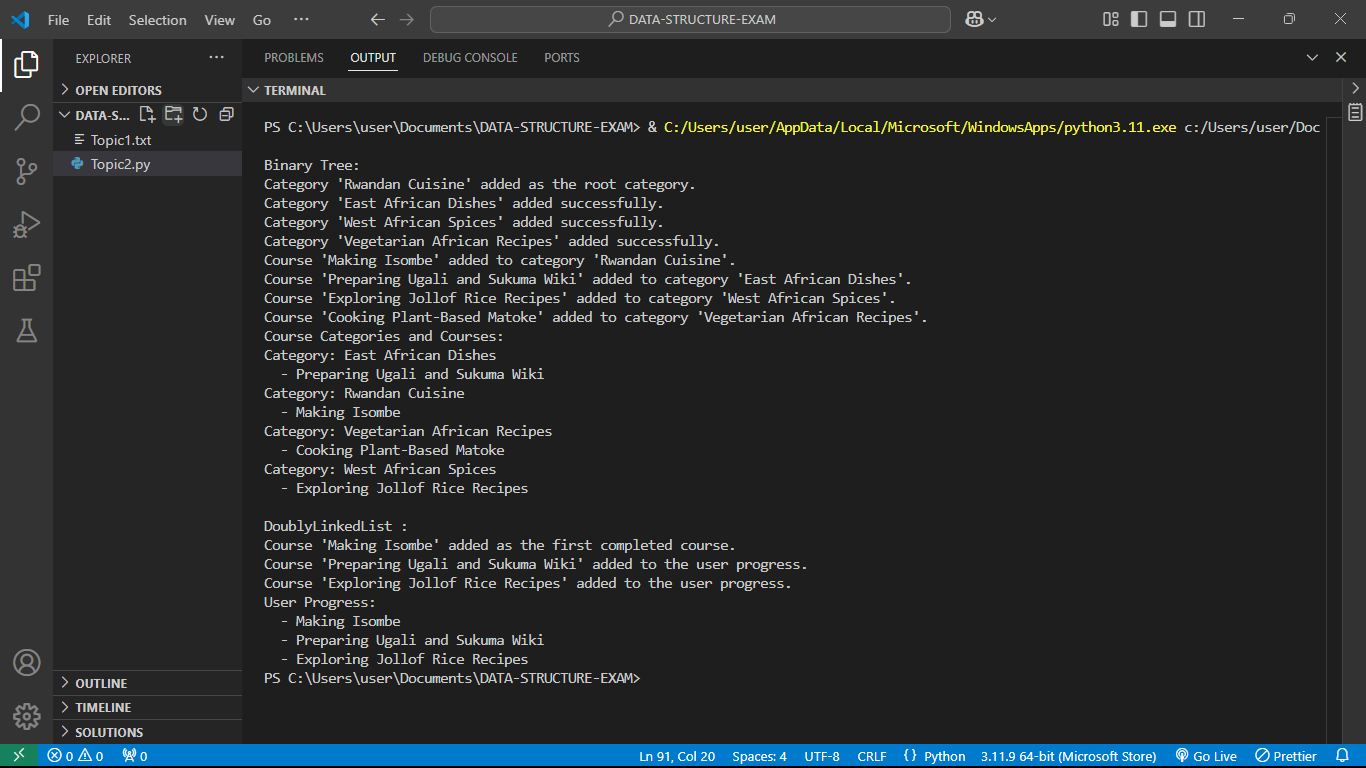 File Edit Selection View Go ··· DATA-STRUCTURE-EXAM
EXPLORER ···
OPEN EDITORS
DATA-S...
Topic1.txt
Topic2.py
OUTLINE
TIMELINE
SOLUTIONS
PROBLEMS OUTPUT DEBUG CONSOLE PORTS
TERMINAL
PS C:\Users\user\Documents\DATA-STRUCTURE-EXAM> & C:/Users/user/AppData/Local/Microsoft/WindowsApps/python3.11.exe c:/Users/user/Doc
Binary Tree:
Category 'Rwandan Cuisine' added as the root category.
Category 'East African Dishes' added successfully.
Category 'West African Spices' added successfully.
Category 'Vegetarian African Recipes' added successfully.
Course 'Making Isombe' added to category 'Rwandan Cuisine'.
Course 'Preparing Ugali and Sukuma Wiki' added to category 'East African Dishes'.
Course 'Exploring Jollof Rice Recipes' added to category 'West African Spices'.
Course 'Cooking Plant-Based Matoke' added to category 'Vegetarian African Recipes'.
Course Categories and Courses:
Category: East African Dishes
  - Preparing Ugali and Sukuma Wiki
Category: Rwandan Cuisine
  - Making Isombe
Category: Vegetarian African Recipes
  - Cooking Plant-Based Matoke
Category: West African Spices
  - Exploring Jollof Rice Recipes
DoublyLinkedList :
Course 'Making Isombe' added as the first completed course.
Course 'Preparing Ugali and Sukuma Wiki' added to the user progress.
Course 'Exploring Jollof Rice Recipes' added to the user progress.
User Progress:
  - Making Isombe
  - Preparing Ugali and Sukuma Wiki
  - Exploring Jollof Rice Recipes
PS C:\Users\user\Documents\DATA-STRUCTURE-EXAM>
0 0 0 Ln 91, Col 20 Spaces: 4 UTF-8 CRLF {} Python 3.11.9 64-bit (Microsoft Store) Go Live Prettier